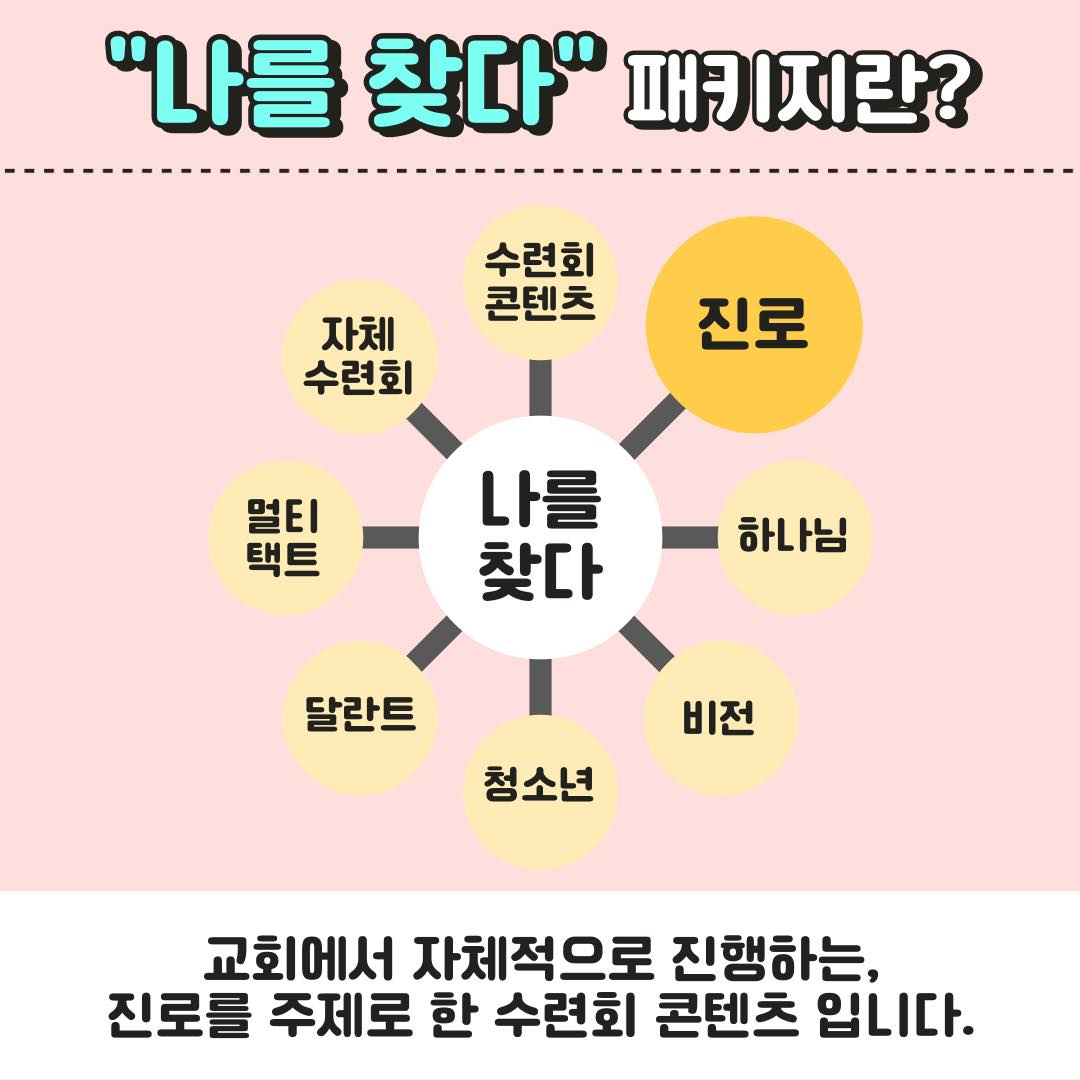 "나를 찾다" 패키지란?
수련회
콘텐츠
진로
자체
수련회
멀티
택트
나를
찾다
하나님
달란트
비전
청소년
교회에서 자체적으로 진행하는,
진로를 주제로 한 수련회 콘텐츠 입니다.